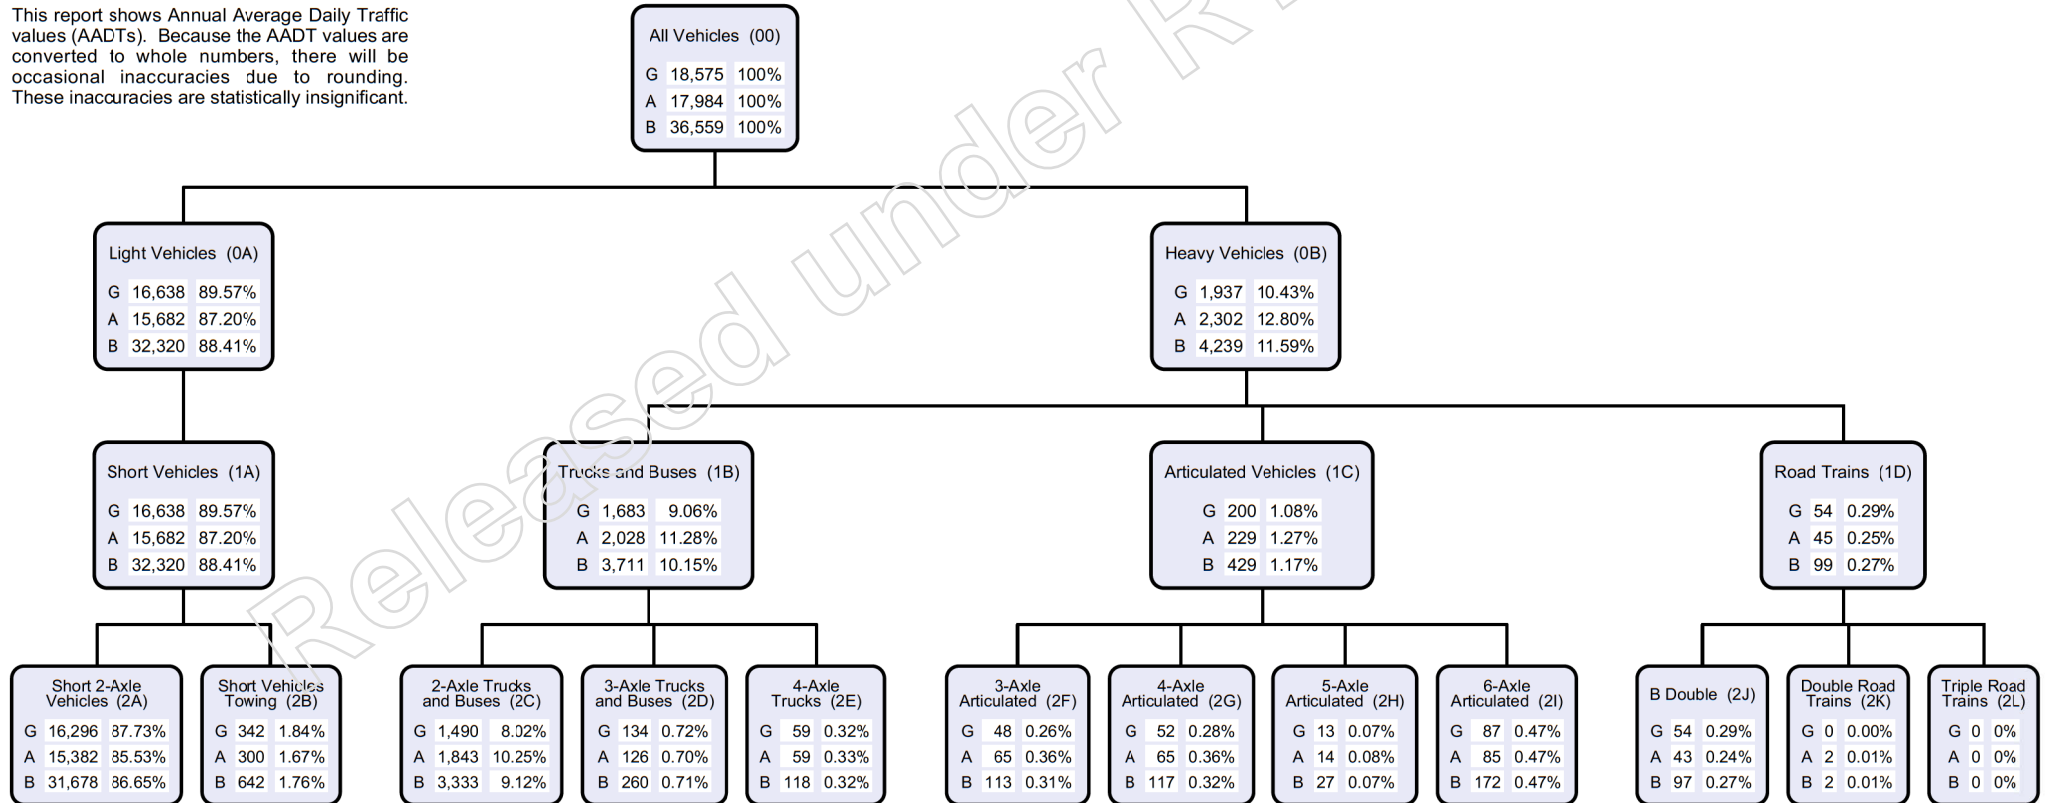 This report shows Annual Average Daily Traffic
values (AADTs). Because the AADT values are
converted to whole numbers, there will be
occasional inaccuracies due to rounding.
These inaccuracies are statistically insignificant.
All Vehicles (00)
G 18,575 100%
A 17,984 100%
B 36,559 100%
Light Vehicles (0A)
G 16,638 89.57%
A 15,682 87.20%
B 32,320 88.41%
Heavy Vehicles (0B)
G 1,937 10.43%
A 2,302 12.80%
B 4,239 11.59%
Short Vehicles (1A)
G 16,638 89.57%
A 15,682 87.20%
B 32,320 88.41%
Trucks and Buses (1B)
G 1,683 9.06%
A 2,028 11.28%
B 3,711 10.15%
Articulated Vehicles (1C)
G 200 1.08%
A 229 1.27%
B 429 1.17%
Road Trains (1D)
G 54 0.29%
A 45 0.25%
B 99 0.27%
Short 2-Axle
Vehicles (2A)
G 16,296 87.73%
A 15,382 85.53%
B 31,678 86.65%
Short Vehicles
Towing (2B)
G 342 1.84%
A 300 1.67%
B 642 1.76%
2-Axle Trucks
and Buses (2C)
G 1,490 8.02%
A 1,843 10.25%
B 3,333 9.12%
3-Axle Trucks
and Buses (2D)
G 134 0.72%
A 126 0.70%
B 260 0.71%
4-Axle
Trucks (2E)
G 59 0.32%
A 59 0.33%
B 118 0.32%
3-Axle
Articulated (2F)
G 48 0.26%
A 65 0.36%
B 113 0.31%
4-Axle
Articulated (2G)
G 52 0.28%
A 65 0.36%
B 117 0.32%
5-Axle
Articulated (2H)
G 13 0.07%
A 14 0.08%
B 27 0.07%
6-Axle
Articulated (2I)
G 87 0.47%
A 85 0.47%
B 172 0.47%
B Double (2J)
G 54 0.29%
A 43 0.24%
B 97 0.27%
Double Road
Trains (2K)
G 0 0.00%
A 2 0.01%
B 2 0.01%
Triple Road
Trains (2L)
G 0 0%
A 0 0%
B 0 0%
Released under R